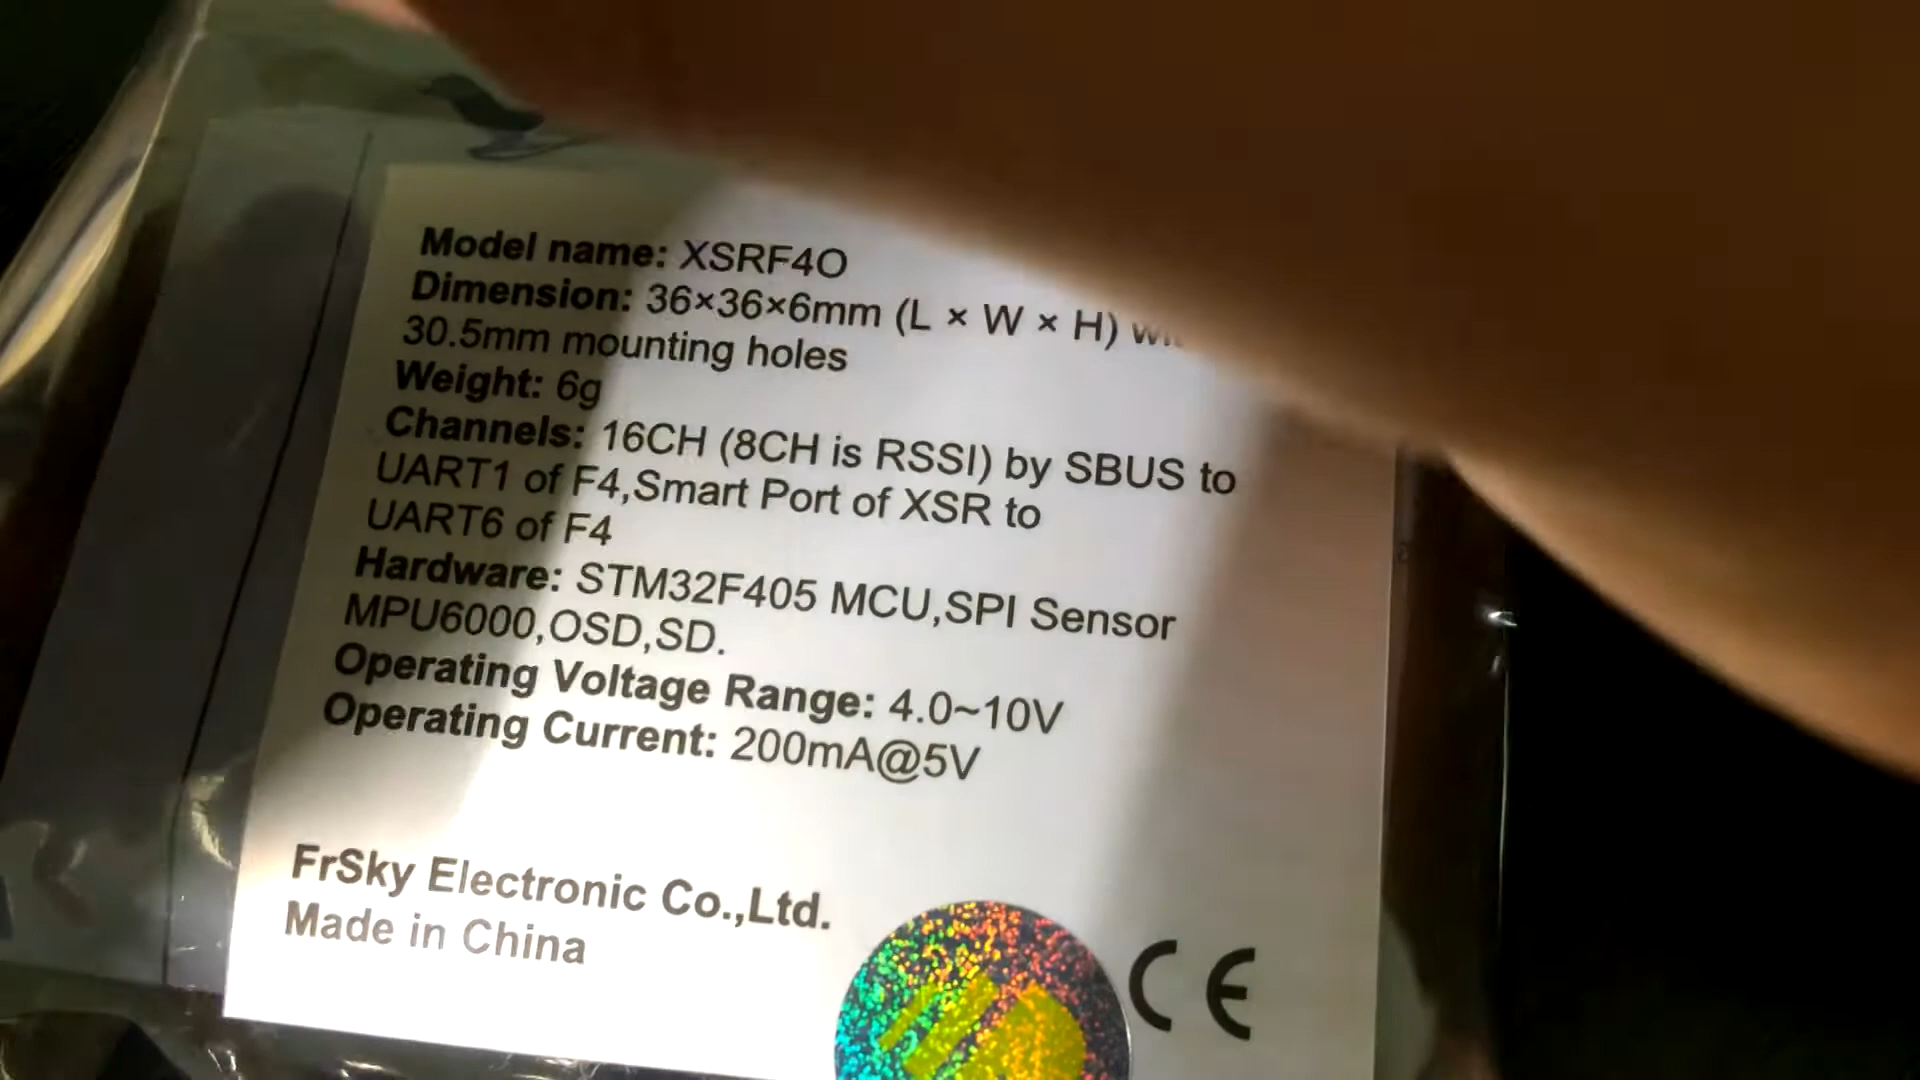 Model name: XSRF4O
Dimension: 36×36×6mm (L × W × H)
30.5mm mounting holes
Weight: 6g
Channels: 16CH (8CH is RSSI) by SBUS to
UART1 of F4,Smart Port of XSR to
UART6 of F4
Hardware: STM32F405 MCU,SPI Sensor
MPU6000,OSD,SD.
Operating Voltage Range: 4.0~10V
Operating Current: 200mA@5V
FrSky Electronic Co.,Ltd.
Made in China
CE